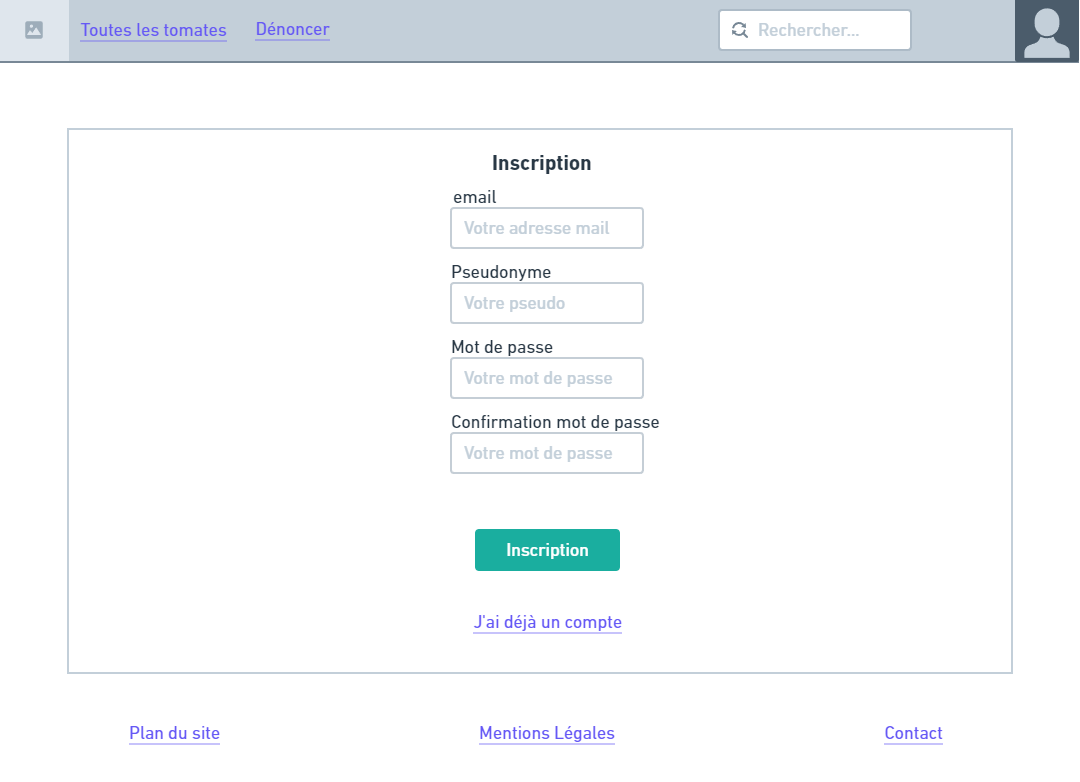 Toutes les tomates
Dénoncer
Rechercher...
Inscription
email
Votre adresse mail
Pseudonyme
Votre pseudo
Mot de passe
Votre mot de passe
Confirmation mot de passe
Votre mot de passe
Inscription
J'ai déjà un compte
Plan du site
Mentions Légales
Contact